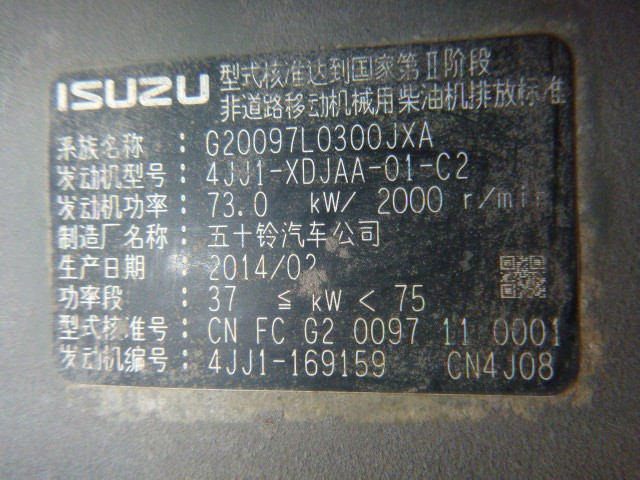 ISUZU 型式核准达到国家第Ⅱ阶段
非道路移动机械用柴油机排放标准
系族名称: G20097L0300JXA
发动机型号: 4JJ1-XDJAA-01-C2
发动机功率: 73.0 kW/ 2000 r/min
制造厂名称: 五十铃汽车公司
生产日期: 2014/02
功率段: 37 ≦ kW < 75
型式核准号: CN FC G2 0097 11 0001
发动机编号: 4JJ1-169159 CN4J08